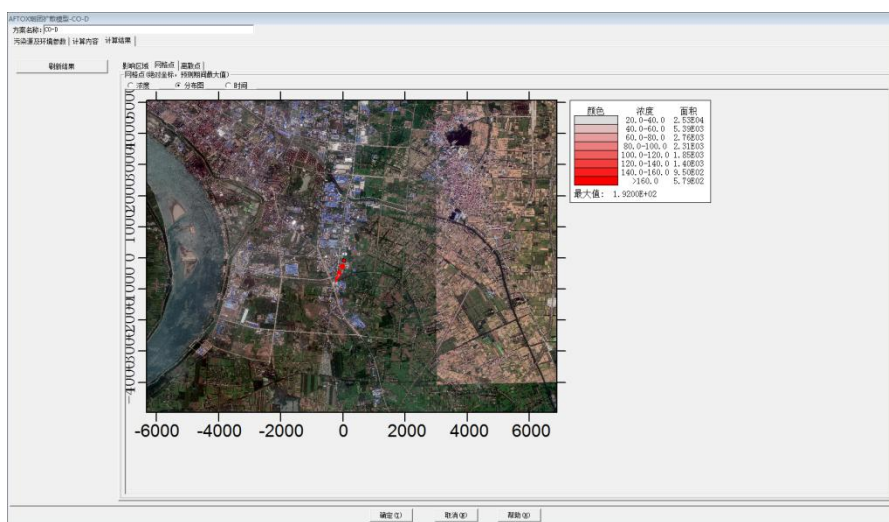 AFTOX烟团扩散模型-CO-D
方案名称: CO-D
污染源及环境参数 计算内容 计算结果
刷新结果
影响区域 网格点 离散点
网格点(绝对坐标, 预测期间最大值)
浓度 分布图 时间
颜色 浓度 面积
20.0-40.0 2.53E04
40.0-60.0 5.39E03
60.0-80.0 2.76E03
80.0-100.0 2.31E03
100.0-120.0 1.85E03
120.0-140.0 1.40E03
140.0-160.0 9.50E02
>160.0 5.79E02
最大值: 1.9200E+02
-6000 -4000 -2000 0 2000 4000 6000
确定(Y) 取消(X) 帮助(H)